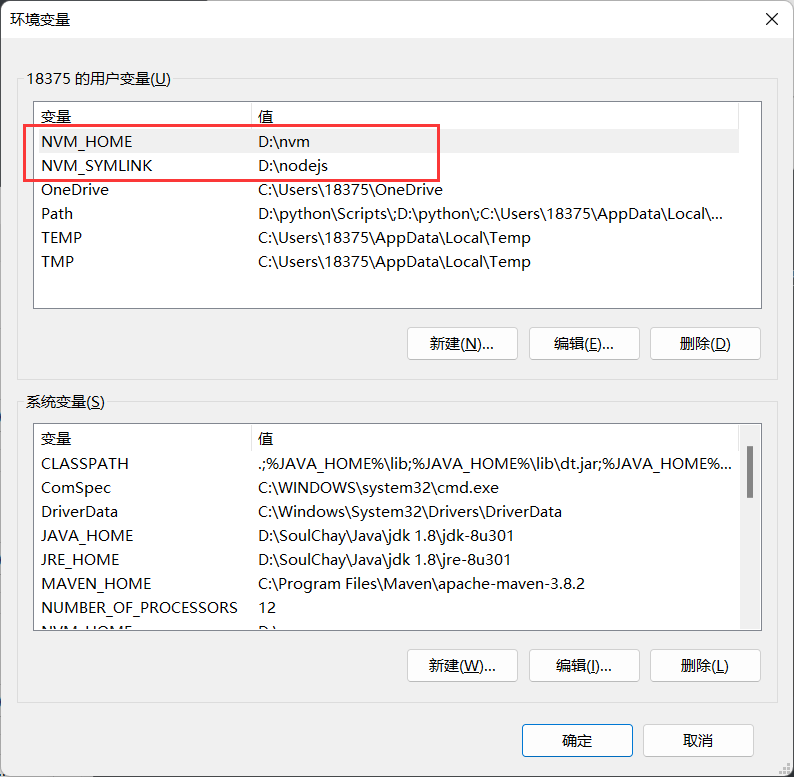 环境变量
18375 的用户变量(U)
变量 值
NVM_HOME D:\nvm
NVM_SYMLINK D:\nodejs
OneDrive C:\Users\18375\OneDrive
Path D:\python\Scripts\;D:\python\;C:\Users\18375\AppData\Local\...
TEMP C:\Users\18375\AppData\Local\Temp
TMP C:\Users\18375\AppData\Local\Temp
新建(N)... 编辑(E)... 删除(D)
系统变量(S)
变量 值
CLASSPATH .;%JAVA_HOME%\lib;%JAVA_HOME%\lib\dt.jar;%JAVA_HOME%...
ComSpec C:\WINDOWS\system32\cmd.exe
DriverData C:\Windows\System32\Drivers\DriverData
JAVA_HOME D:\SoulChay\Java\jdk 1.8\jdk-8u301
JRE_HOME D:\SoulChay\Java\jdk 1.8\jre-8u301
MAVEN_HOME C:\Program Files\Maven\apache-maven-3.8.2
NUMBER_OF_PROCESSORS 12
NVM_HOME
新建(W)... 编辑(I)... 删除(L)
确定 取消